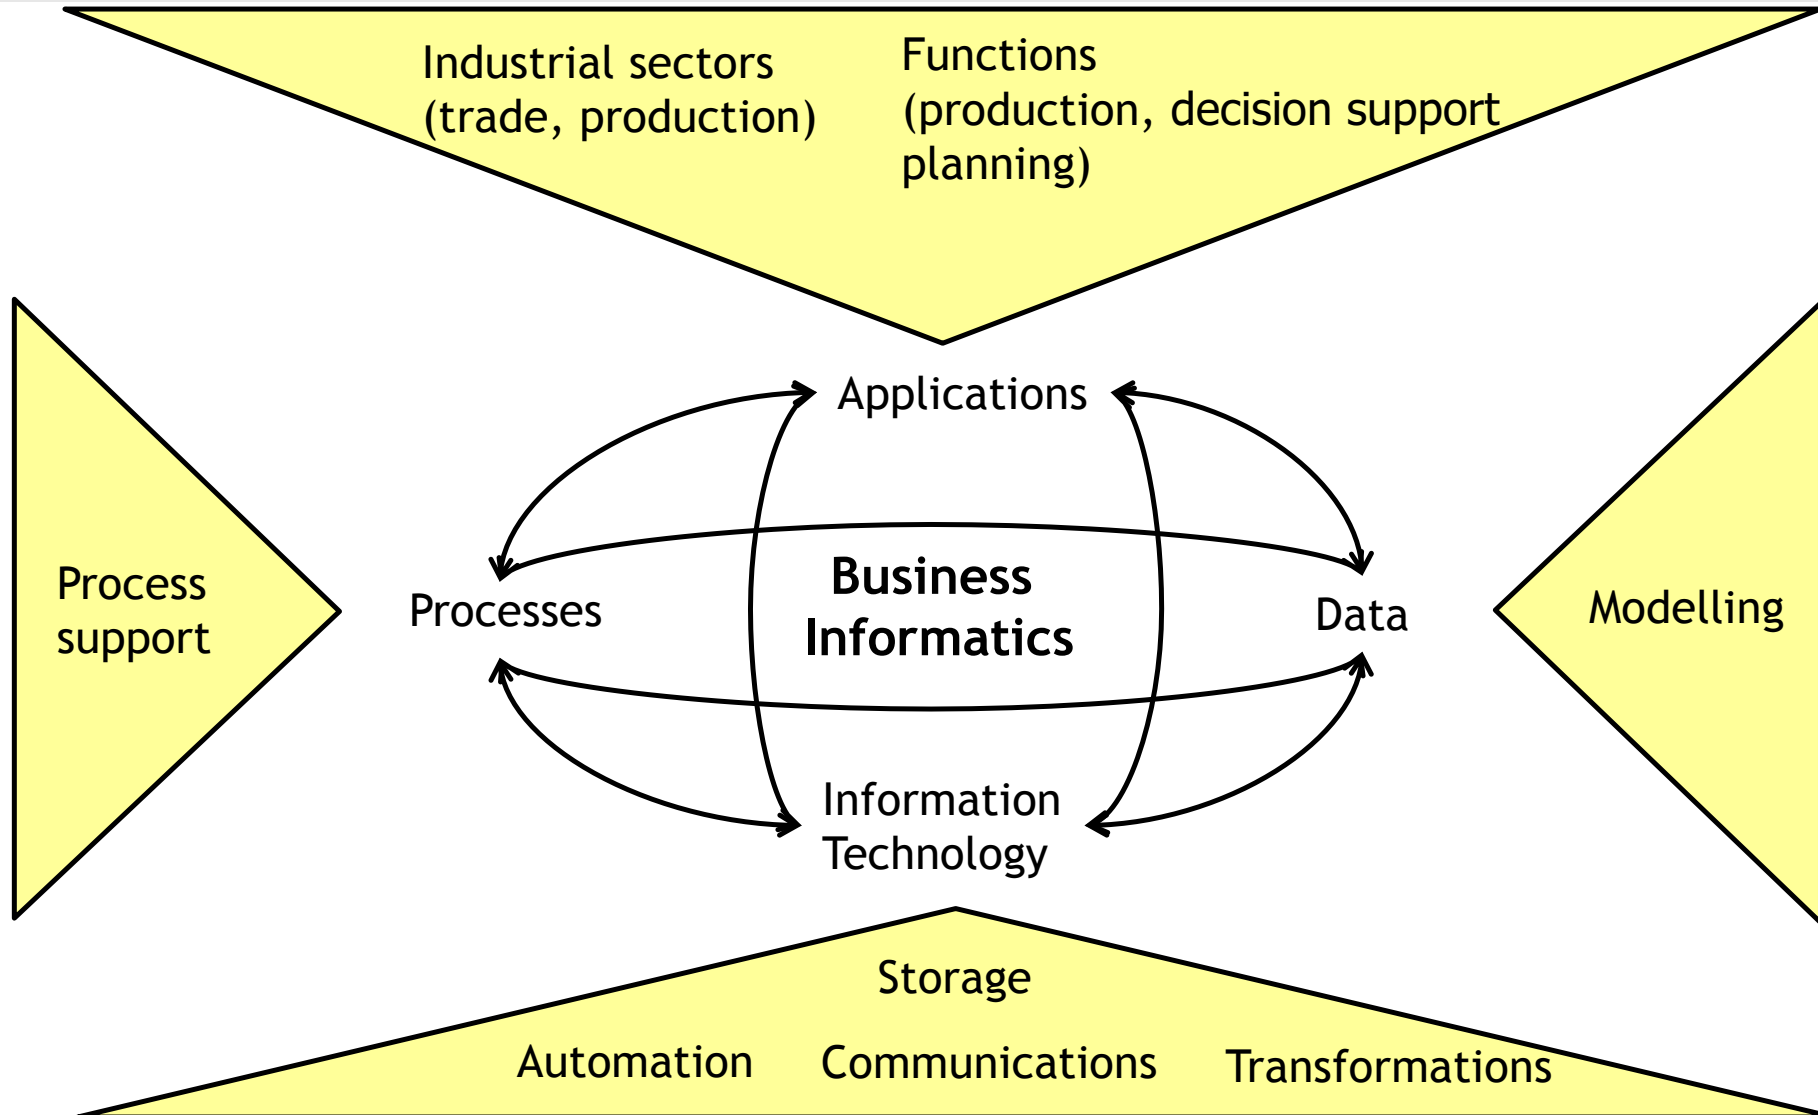 Industrial sectors
(trade, production)
Functions
(production, decision support
planning)
Applications
Process
support
Processes
Business
Informatics
Data
Modelling
Information
Technology
Storage
Automation
Communications
Transformations